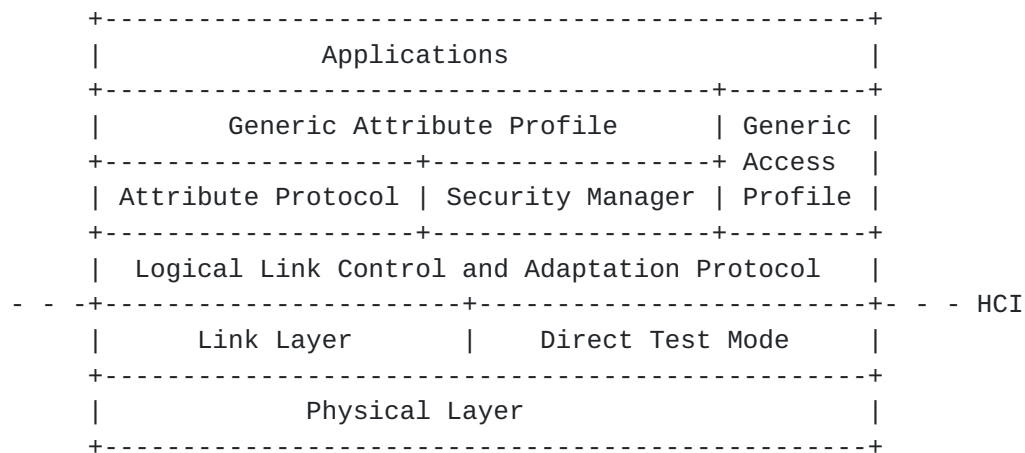 Applications
Generic Attribute Profile | Generic
Access
Attribute Protocol | Security Manager | Profile
Logical Link Control and Adaptation Protocol
HCI
Link Layer | Direct Test Mode
Physical Layer